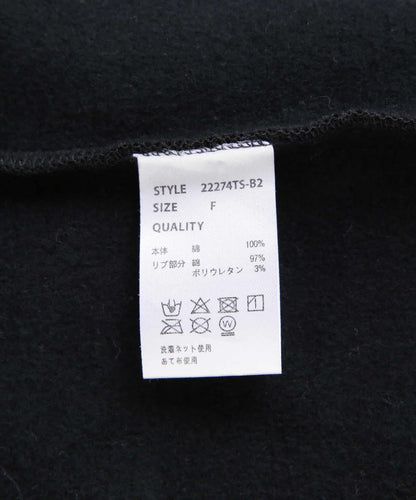 STYLE 22274TS-B2
SIZE F
QUALITY
本体 綿 100%
リブ部分 綿 97%
ポリウレタン 3%
W
洗濯ネット使用
あて布使用